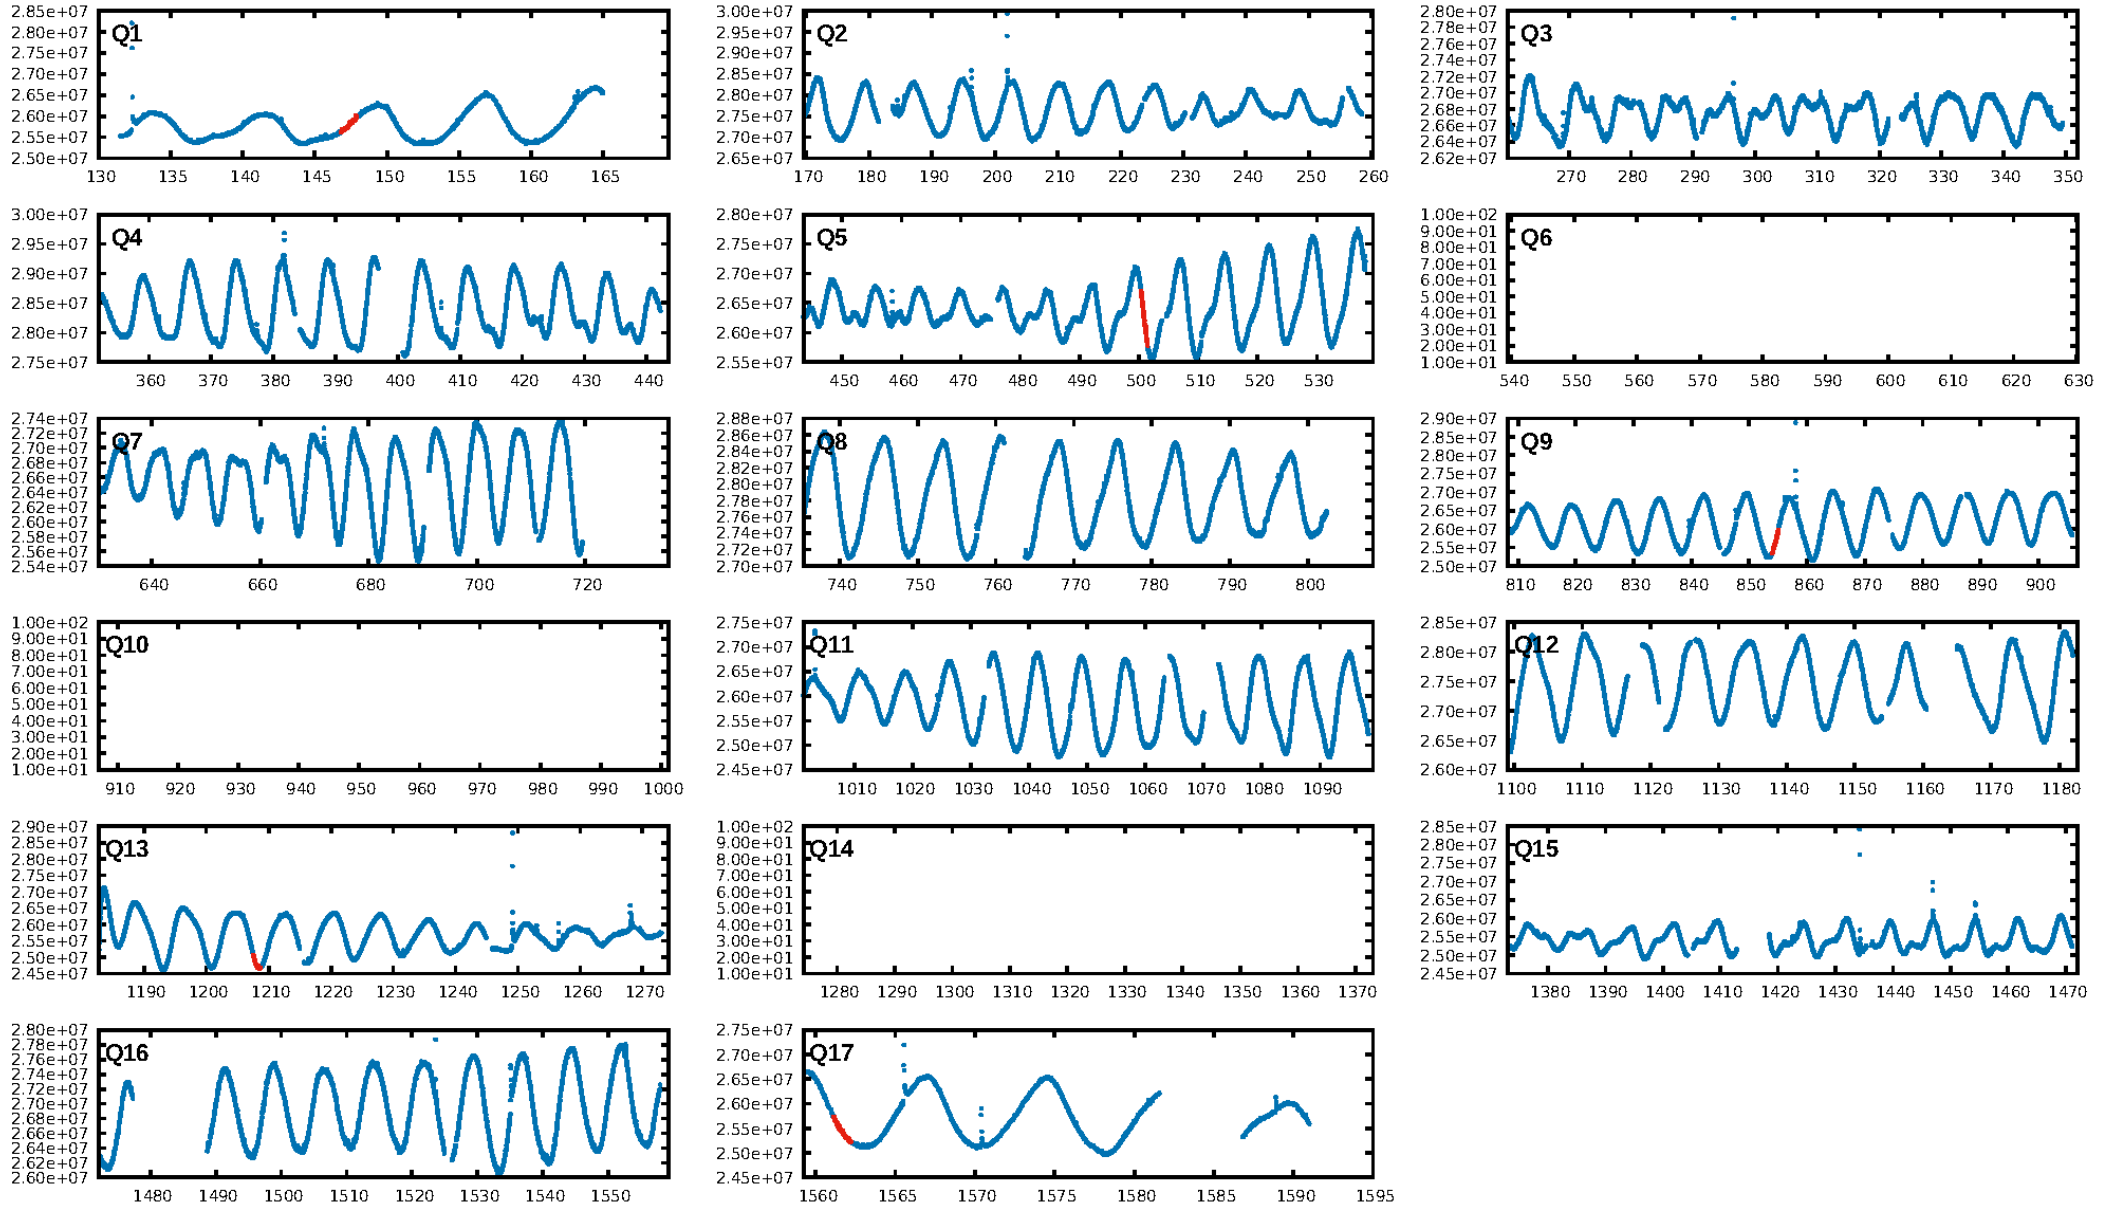 Q1
2.85e+07
2.80e+07
2.75e+07
2.70e+07
2.65e+07
2.60e+07
2.55e+07
2.50e+07
130 135 140 145 150 155 160 165
Q2
3.00e+07
2.95e+07
2.90e+07
2.85e+07
2.80e+07
2.75e+07
2.70e+07
2.65e+07
170 180 190 200 210 220 230 240 250 260
Q3
2.80e+07
2.78e+07
2.76e+07
2.74e+07
2.72e+07
2.70e+07
2.68e+07
2.66e+07
2.64e+07
2.62e+07
270 280 290 300 310 320 330 340 350
Q4
3.00e+07
2.95e+07
2.90e+07
2.85e+07
2.80e+07
2.75e+07
360 370 380 390 400 410 420 430 440
Q5
2.80e+07
2.75e+07
2.70e+07
2.65e+07
2.60e+07
2.55e+07
450 460 470 480 490 500 510 520 530
Q6
1.00e+02
9.00e+01
8.00e+01
7.00e+01
6.00e+01
5.00e+01
4.00e+01
3.00e+01
2.00e+01
1.00e+01
540 550 560 570 580 590 600 610 620 630
Q7
2.74e+07
2.72e+07
2.70e+07
2.68e+07
2.66e+07
2.64e+07
2.62e+07
2.60e+07
2.58e+07
2.56e+07
2.54e+07
640 660 680 700 720
Q8
2.88e+07
2.86e+07
2.84e+07
2.82e+07
2.80e+07
2.78e+07
2.76e+07
2.74e+07
2.72e+07
2.70e+07
740 750 760 770 780 790 800
Q9
2.90e+07
2.85e+07
2.80e+07
2.75e+07
2.70e+07
2.65e+07
2.60e+07
2.55e+07
2.50e+07
810 820 830 840 850 860 870 880 890 900
Q10
1.00e+02
9.00e+01
8.00e+01
7.00e+01
6.00e+01
5.00e+01
4.00e+01
3.00e+01
2.00e+01
1.00e+01
910 920 930 940 950 960 970 980 990 1000
Q11
2.75e+07
2.70e+07
2.65e+07
2.60e+07
2.55e+07
2.50e+07
2.45e+07
1010 1020 1030 1040 1050 1060 1070 1080 1090
Q12
2.85e+07
2.80e+07
2.75e+07
2.70e+07
2.65e+07
2.60e+07
1100 1110 1120 1130 1140 1150 1160 1170 1180
Q13
2.90e+07
2.85e+07
2.80e+07
2.75e+07
2.70e+07
2.65e+07
2.60e+07
2.55e+07
2.50e+07
2.45e+07
1190 1200 1210 1220 1230 1240 1250 1260 1270
Q14
1.00e+02
9.00e+01
8.00e+01
7.00e+01
6.00e+01
5.00e+01
4.00e+01
3.00e+01
2.00e+01
1.00e+01
1280 1290 1300 1310 1320 1330 1340 1350 1360 1370
Q15
2.85e+07
2.80e+07
2.75e+07
2.70e+07
2.65e+07
2.60e+07
2.55e+07
2.50e+07
2.45e+07
1380 1390 1400 1410 1420 1430 1440 1450 1460 1470
Q16
2.80e+07
2.78e+07
2.76e+07
2.74e+07
2.72e+07
2.70e+07
2.68e+07
2.66e+07
2.64e+07
2.62e+07
2.60e+07
1480 1490 1500 1510 1520 1530 1540 1550
Q17
2.75e+07
2.70e+07
2.65e+07
2.60e+07
2.55e+07
2.50e+07
2.45e+07
1560 1565 1570 1575 1580 1585 1590 1595